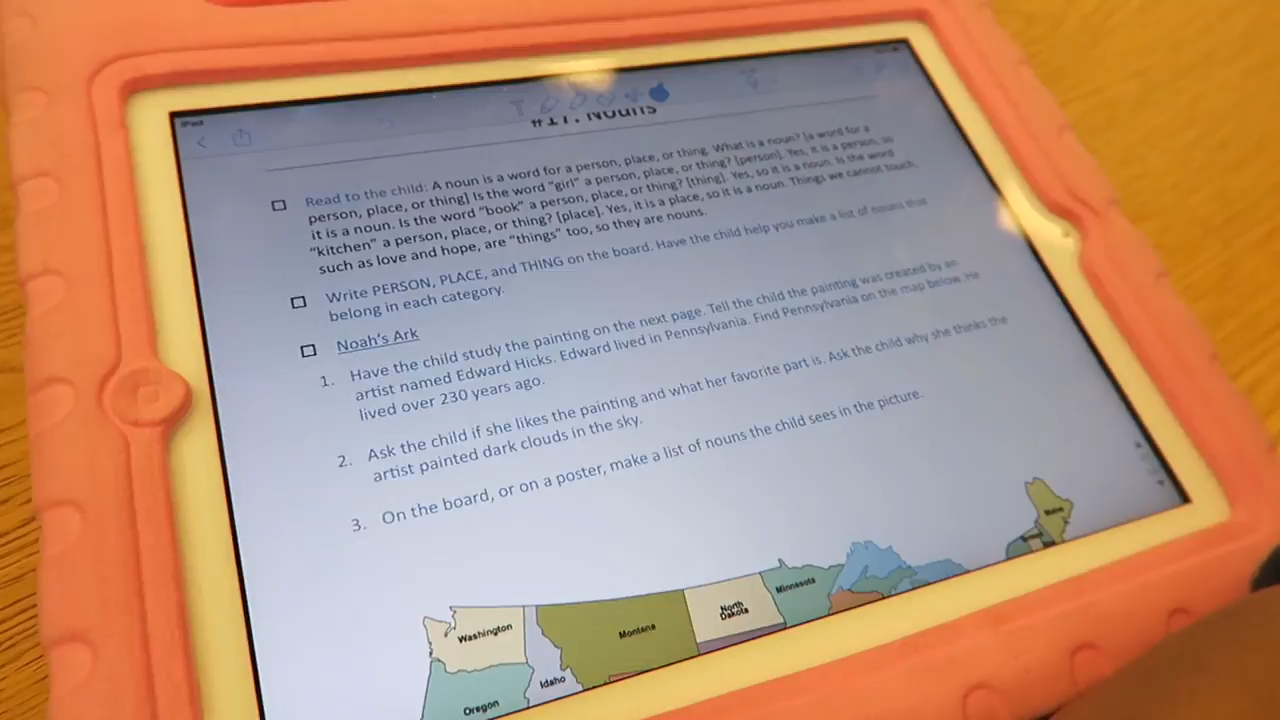 iPad
#17: Nouns
Read to the child: A noun is a word for a person, place, or thing. What is a noun? [a word for a
person, place, or thing] Is the word "girl" a person, place, or thing? [person]. Yes, it is a person, so
it is a noun. Is the word "book" a person, place, or thing? [thing]. Yes, so it is a noun. Is the word
"kitchen" a person, place, or thing? [place]. Yes, it is a place, so it is a noun. Things we cannot touch,
such as love and hope, are "things" too, so they are nouns.
Write PERSON, PLACE, and THING on the board. Have the child help you make a list of nouns that
belong in each category.
Noah's Ark
1. Have the child study the painting on the next page. Tell the child the painting was created by an
artist named Edward Hicks. Edward lived in Pennsylvania. Find Pennsylvania on the map below. He
lived over 230 years ago.
2. Ask the child if she likes the painting and what her favorite part is. Ask the child why she thinks the
artist painted dark clouds in the sky.
3. On the board, or on a poster, make a list of nouns the child sees in the picture.
Maine
Washington
Montana
North
Dakota
Minnesota
Idaho
Oregon